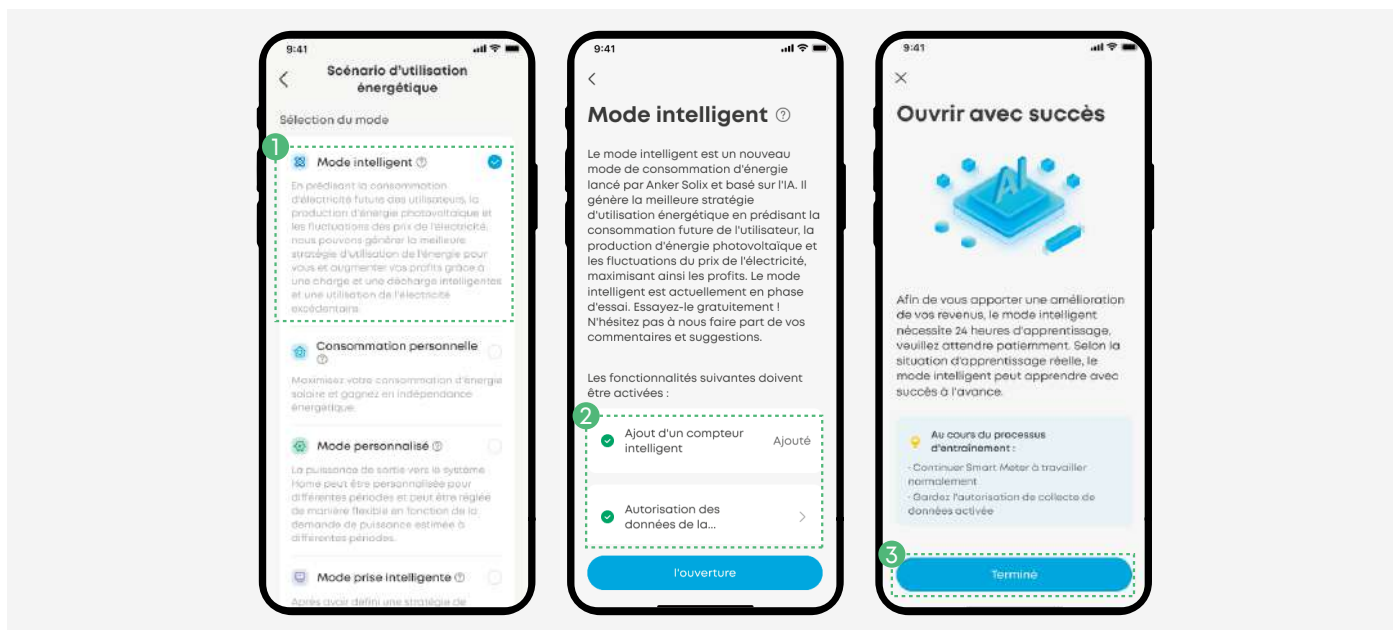 9:41
Scénario d'utilisation
énergétique
Sélection du mode
1
Mode intelligent ?
En prédisant la consommation
d'électricité future des utilisateurs, la
production d'énergie photovoltaïque et
les fluctuations des prix de l'électricité,
nous pouvons générer la meilleure
stratégie d'utilisation de l'énergie pour
vous et augmenter vos profits grâce à
une charge et une décharge intelligentes
et une utilisation de l'électricité
excédentaire.
Consommation personnelle
?
Maximisez votre consommation d'énergie
solaire et gagnez en indépendance
énergétique.
Mode personnalisé ?
La puissance de sortie vers le système
Home peut être personnalisée pour
différentes périodes et peut être réglée
de manière flexible en fonction de la
demande de puissance estimée à
différentes périodes.
Mode prise intelligente ?
Après avoir défini une stratégie de
9:41
Mode intelligent ?
Le mode intelligent est un nouveau
mode de consommation d'énergie
lancé par Anker Solix et basé sur l'IA. Il
génère la meilleure stratégie
d'utilisation énergétique en prédisant la
consommation future de l'utilisateur, la
production d'énergie photovoltaïque et
les fluctuations du prix de l'électricité,
maximisant ainsi les profits. Le mode
intelligent est actuellement en phase
d'essai. Essayez-le gratuitement !
N'hésitez pas à nous faire part de vos
commentaires et suggestions.
Les fonctionnalités suivantes doivent
être activées :
2
Ajout d'un compteur
intelligent
Ajouté
Autorisation des
données de la...
l'ouverture
9:41
Ouvrir avec succès
AI
Afin de vous apporter une amélioration
de vos revenus, le mode intelligent
nécessite 24 heures d'apprentissage,
veuillez attendre patiemment. Selon la
situation d'apprentissage réelle, le
mode intelligent peut apprendre avec
succès à l'avance.
Au cours du processus
d'entraînement :
· Continuer Smart Meter à travailler
normalement
· Gardez l'autorisation de collecte de
données activée
3
Terminé